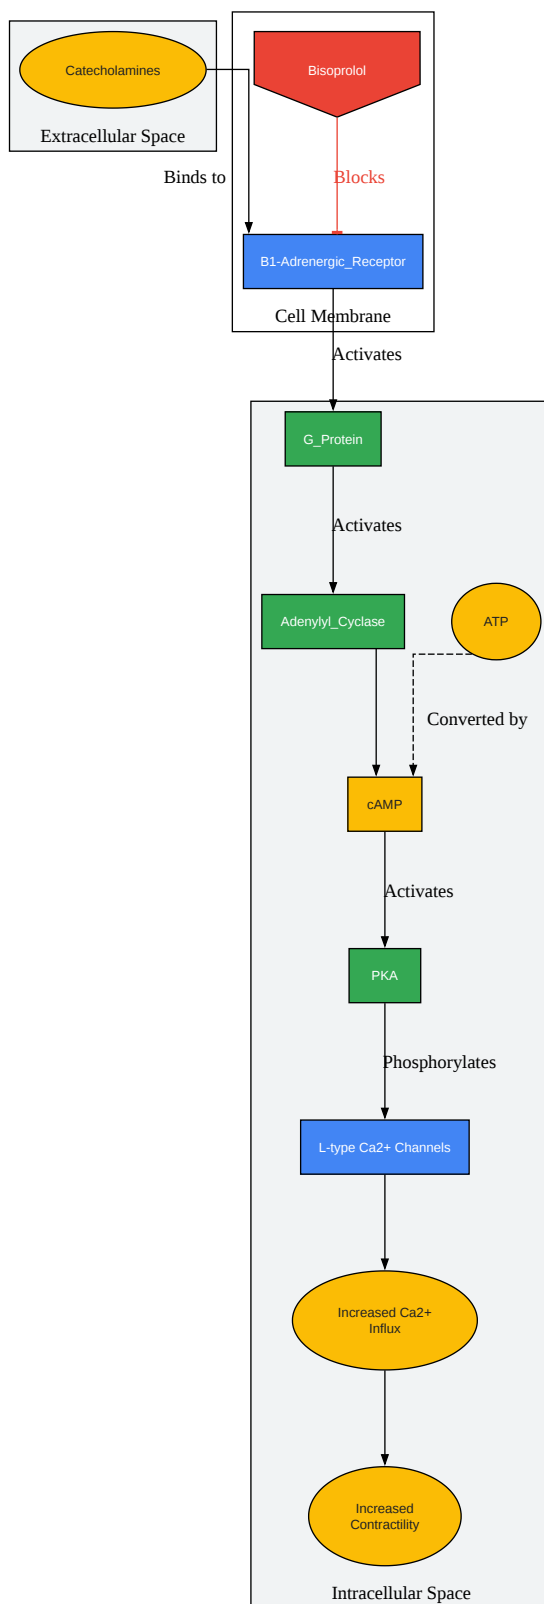 Catecholamines
Bisoprolol
Extracellular Space
Binds to
Blocks
B1-Adrenergic_Receptor
Cell Membrane
Activates
G_Protein
Activates
Adenylyl_Cyclase
ATP
Converted by
cAMP
Activates
PKA
Phosphorylates
L-type Ca2+ Channels
Increased Ca2+
Influx
Increased
Contractility
Intracellular Space